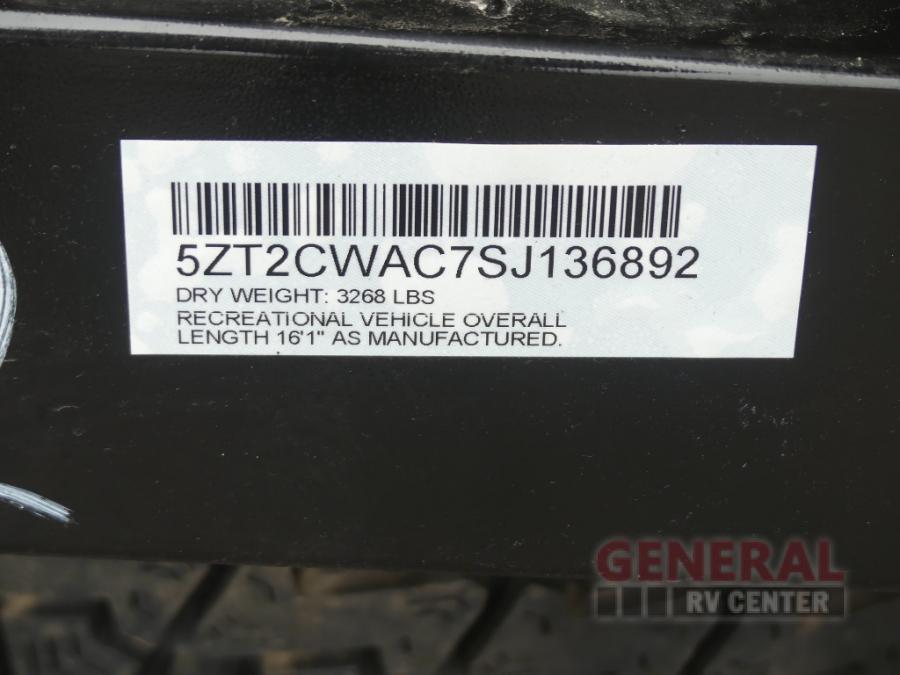 5ZT2CWAC7SJ136892
DRY WEIGHT: 3268 LBS
RECREATIONAL VEHICLE OVERALL
LENGTH 16'1" AS MANUFACTURED.
GENERAL
RV CENTER